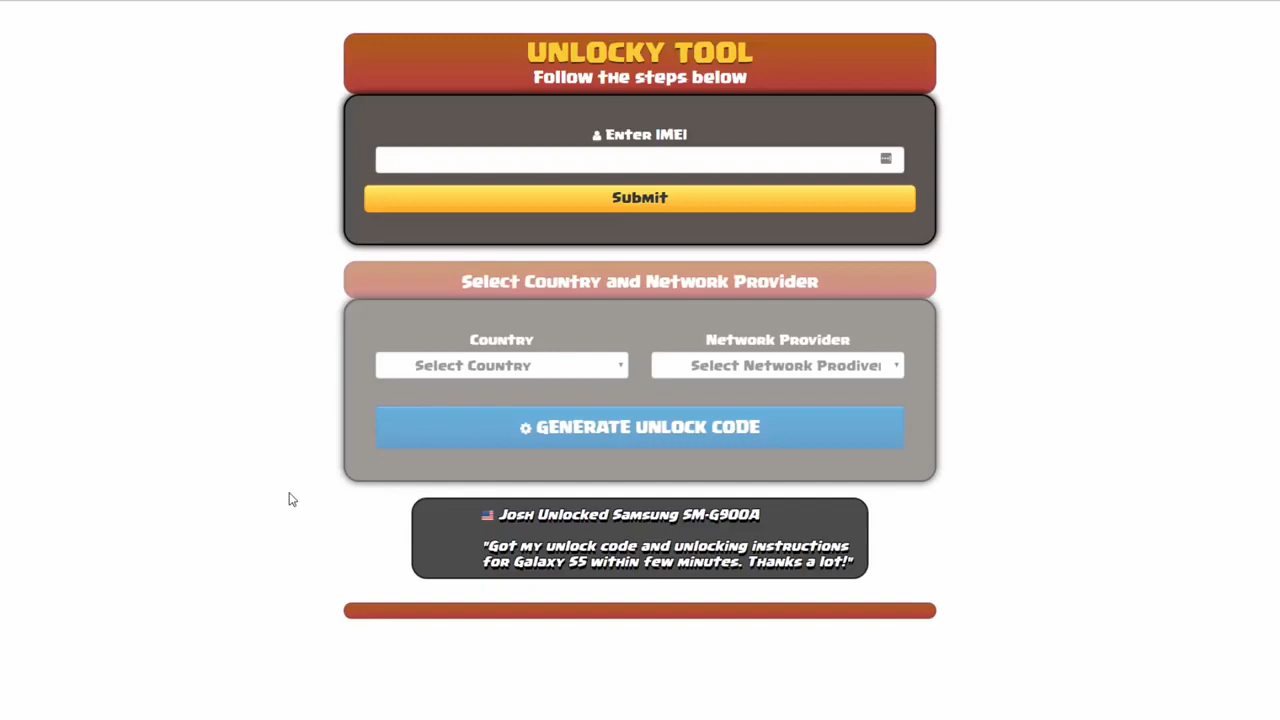 UNLOCKY TOOL
Follow the steps below
Enter IMEI
Submit
Select Country and Network Provider
Country
Network Provider
Select Country
Select Network Prodiver
GENERATE UNLOCK CODE
Josh Unlocked Samsung SM-G900A
"Got my unlock code and unlocking instructions
for Galaxy S5 within few minutes. Thanks a lot!"